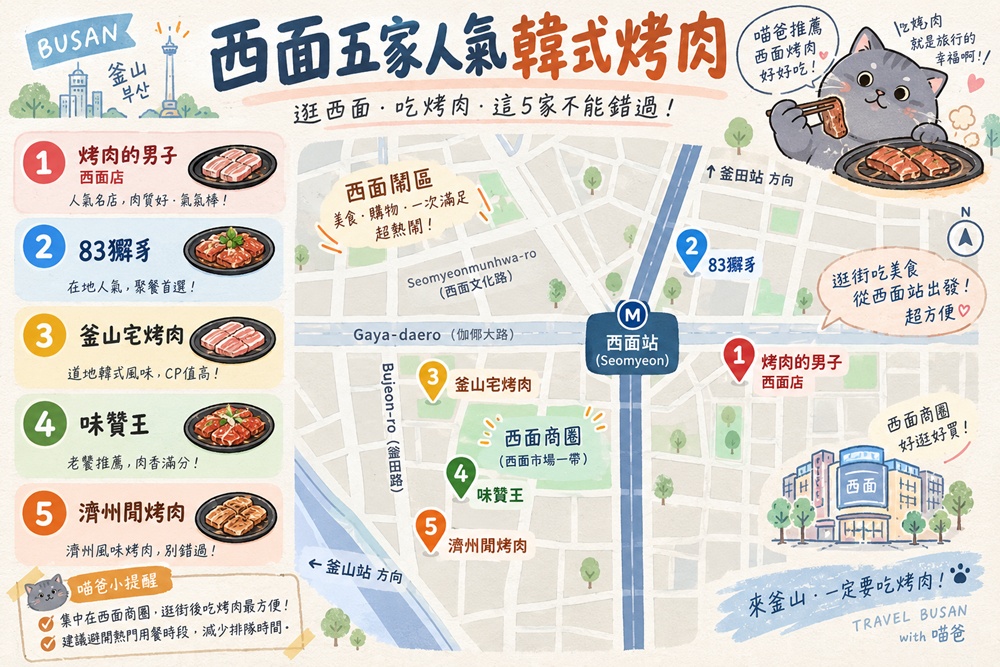 BUSAN
釜山
부산
西面五家人氣韓式烤肉
逛西面·吃烤肉·這5家不能錯過！
喵爸推薦
西面烤肉
好好吃！
吃烤肉
就是旅行的
幸福啊！！
1 烤肉的男子
西面店
人氣名店，肉質好·氣氣棒！
2 83獬豸
在地人氣，聚餐首選！
3 釜山宅烤肉
道地韓式風味，CP值高！
4 味贊王
老饕推薦，肉香滿分！
5 濟州閒烤肉
濟州風味烤肉，別錯過！
喵爸小提醒
集中在西面商圈，逛街後吃烤肉最方便！
建議避開熱門用餐時段，減少排隊時間。
西面鬧區
美食·購物·一次滿足
超熱鬧！
↑ 釜田站 方向
N
2
83獬豸
Seomyeonmunhwa-ro
（西面文化路）
逛街吃美食
從西面站出發！
超方便
Gaya-daero（伽倻大路）
M
西面站
(Seomyeon)
1
烤肉的男子
西面店
3
釜山宅烤肉
Bujeon-ro（釜田路）
西面商圈
（西面市場一帶）
4
味贊王
5
濟州閒烤肉
← 釜山站 方向
西面商圈
好逛好買！
西面
來釜山·一定要吃烤肉！
TRAVEL BUSAN
with 喵爸